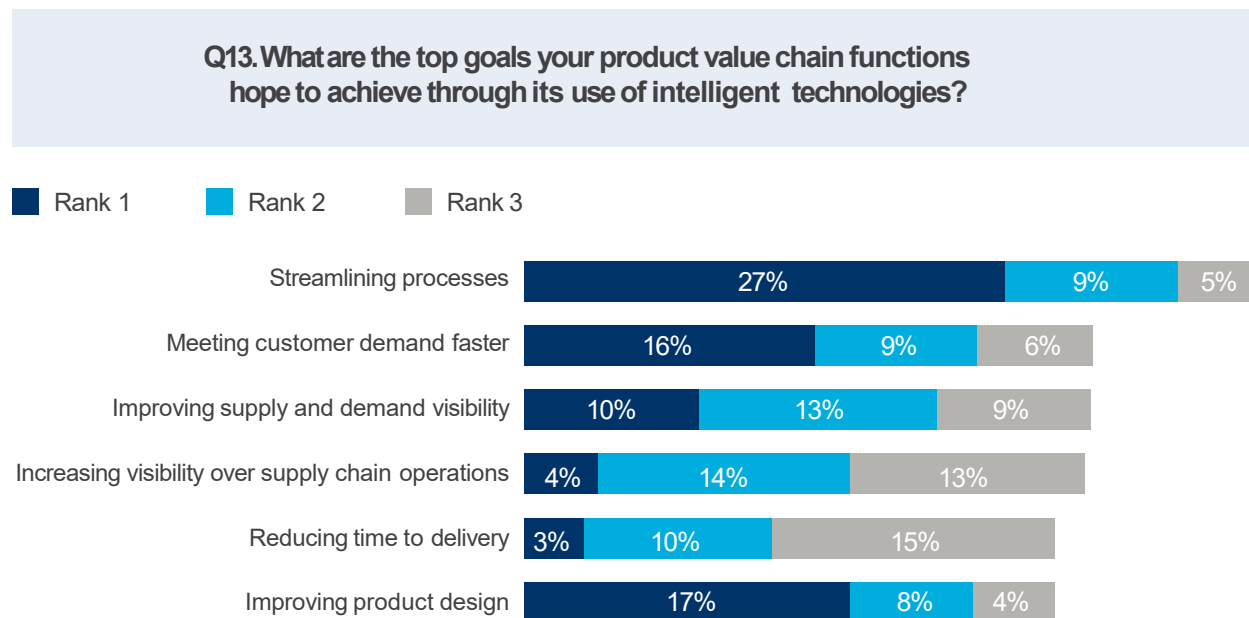 Q13. What are the top goals your product value chain functions
hope to achieve through its use of intelligent technologies?
Rank 1 Rank 2 Rank 3
Streamlining processes 27% 9% 5%
Meeting customer demand faster 16% 9% 6%
Improving supply and demand visibility 10% 13% 9%
Increasing visibility over supply chain operations 4% 14% 13%
Reducing time to delivery 3% 10% 15%
Improving product design 17% 8% 4%